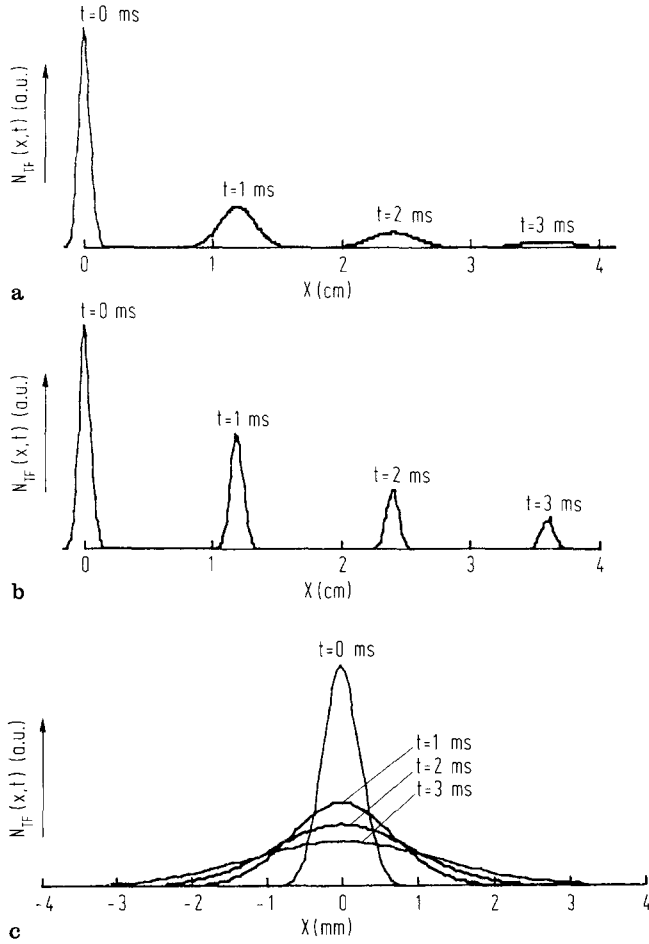 t=0 ms
N_TF (x,t) (a.u.)
t=1 ms
t=2 ms
t=3 ms
0 1 2 3 4
X (cm)
a
t=0 ms
N_TF (x,t) (a.u.)
t=1 ms
t=2 ms
t=3 ms
0 1 2 3 4
X (cm)
b
t=0 ms
N_TF (x,t) (a.u.)
t=1 ms
t=2 ms
t=3 ms
-4 -3 -2 -1 0 1 2 3 4
X (mm)
c